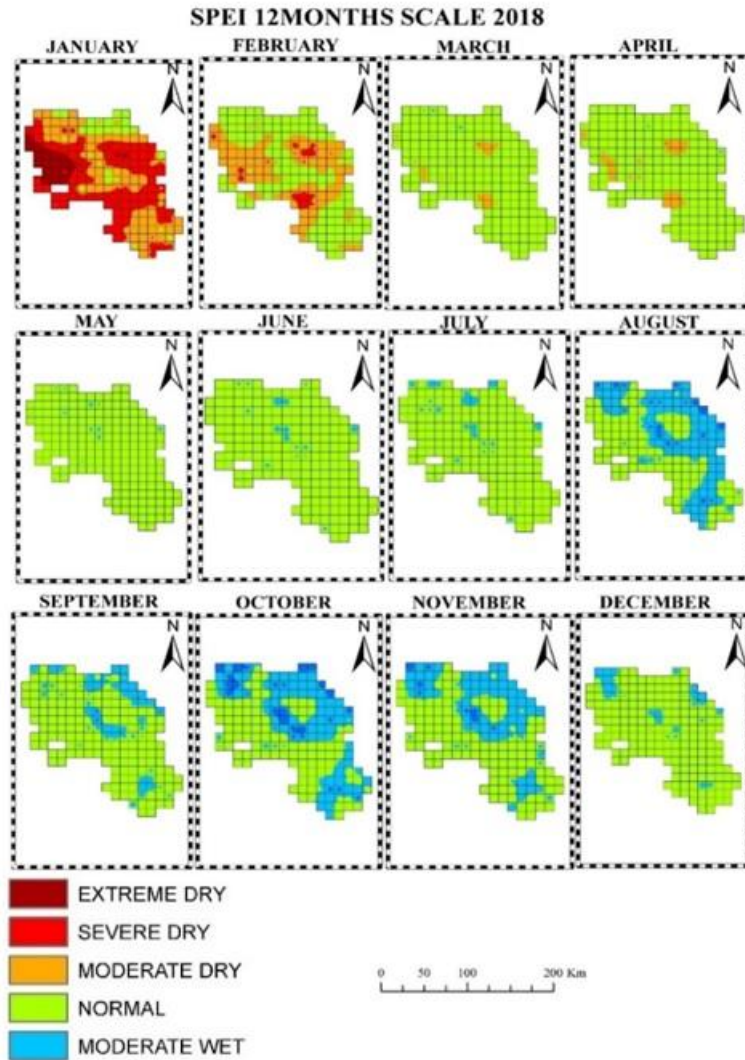 SPEI 12MONTHS SCALE 2018
JANUARY FEBRUARY MARCH APRIL
N N N N
MAY JUNE JULY AUGUST
N N N N
SEPTEMBER OCTOBER NOVEMBER DECEMBER
N N N N
EXTREME DRY
SEVERE DRY
MODERATE DRY
0 50 100 200 Km
NORMAL
MODERATE WET